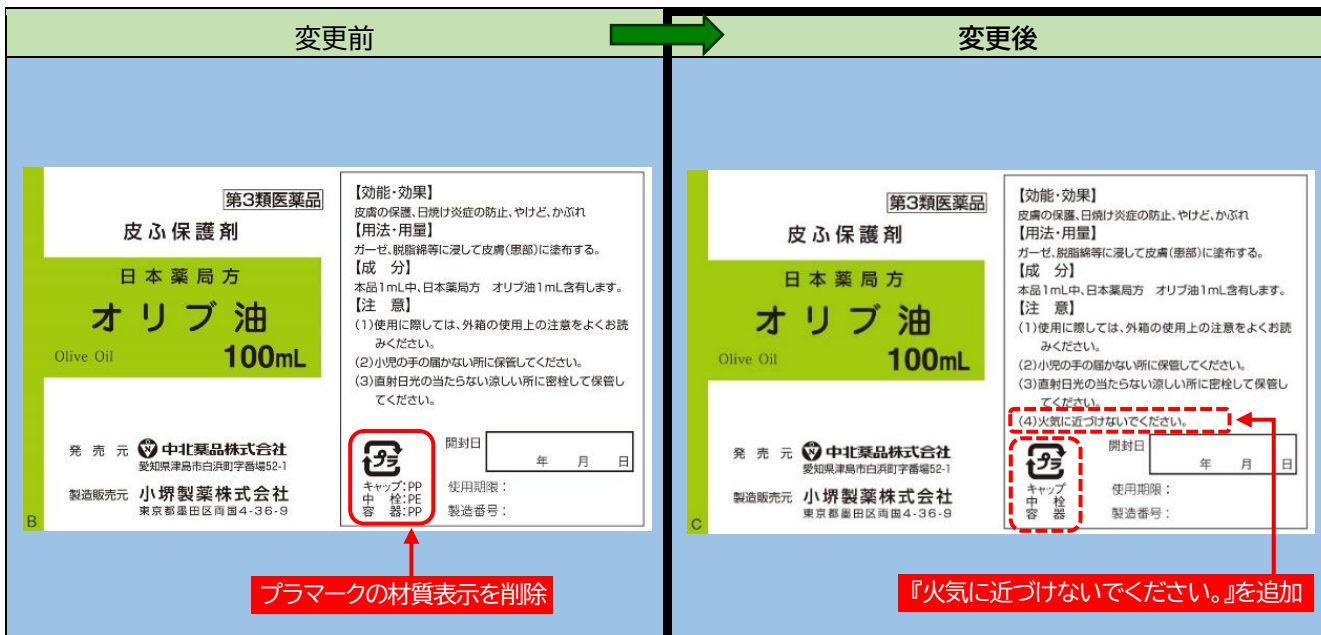 変更前
変更後
第3類医薬品
皮ふ保護剤
日本薬局方
オリブ油
Olive Oil
100mL
発売元 中北薬品株式会社
愛知県津島市白浜町字番場52-1
製造販売元 小堺製薬株式会社
東京都墨田区両国4-36-9
B
【効能・効果】
皮膚の保護、日焼け炎症の防止、やけど、かぶれ
【用法・用量】
ガーゼ、脱脂綿等に浸して皮膚(患部)に塗布する。
【成 分】
本品1mL中、日本薬局方 オリブ油1mL含有します。
【注 意】
(1)使用に際しては、外箱の使用上の注意をよくお読
みください。
(2)小児の手の届かない所に保管してください。
(3)直射日光の当たらない涼しい所に密栓して保管し
てください。
プラ
キャップ:PP
中 栓:PE
容 器:PP
開封日
年 月 日
使用期限:
製造番号:
プラマークの材質表示を削除
第3類医薬品
皮ふ保護剤
日本薬局方
オリブ油
Olive Oil
100mL
発売元 中北薬品株式会社
愛知県津島市白浜町字番場52-1
製造販売元 小堺製薬株式会社
東京都墨田区両国4-36-9
C
【効能・効果】
皮膚の保護、日焼け炎症の防止、やけど、かぶれ
【用法・用量】
ガーゼ、脱脂綿等に浸して皮膚(患部)に塗布する。
【成 分】
本品1mL中、日本薬局方 オリブ油1mL含有します。
【注 意】
(1)使用に際しては、外箱の使用上の注意をよくお読
みください。
(2)小児の手の届かない所に保管してください。
(3)直射日光の当たらない涼しい所に密栓して保管し
てください。
(4)火気に近づけないでください。
プラ
キャップ
中 栓
容 器
開封日
年 月 日
使用期限:
製造番号:
『火気に近づけないでください。』を追加